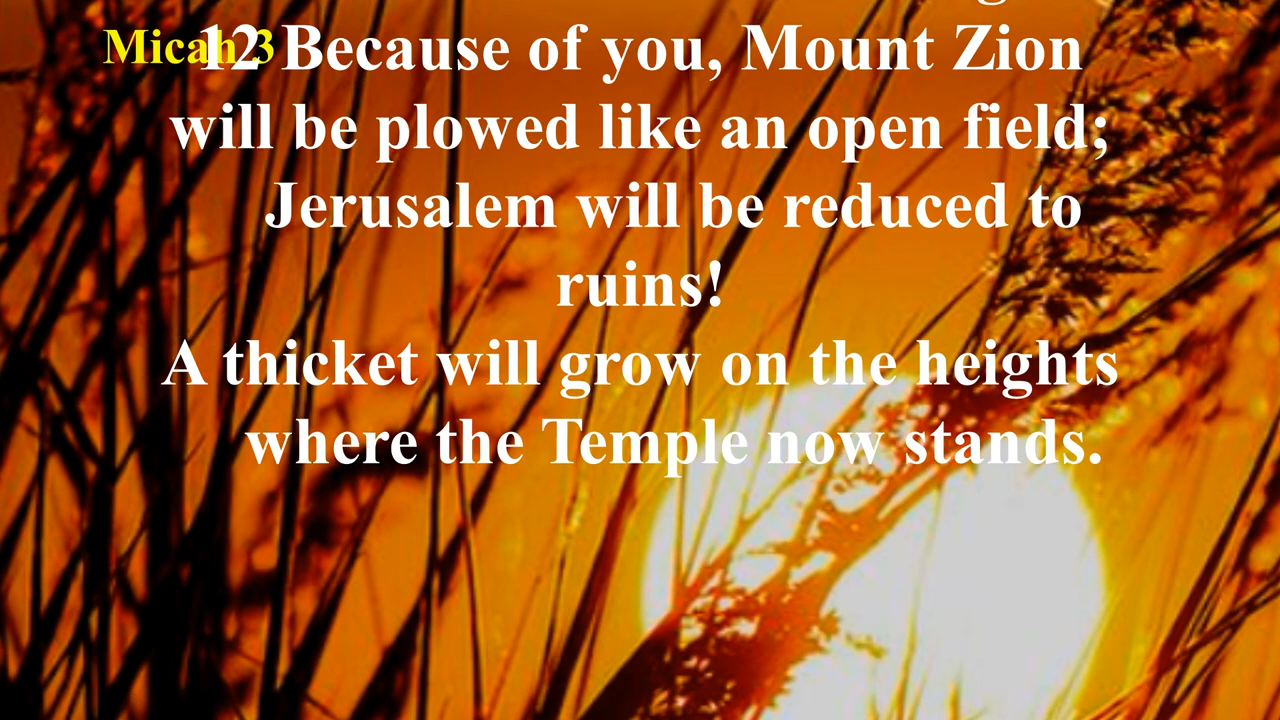 Micah 3
12 Because of you, Mount Zion
will be plowed like an open field;
Jerusalem will be reduced to
ruins!
A thicket will grow on the heights
where the Temple now stands.